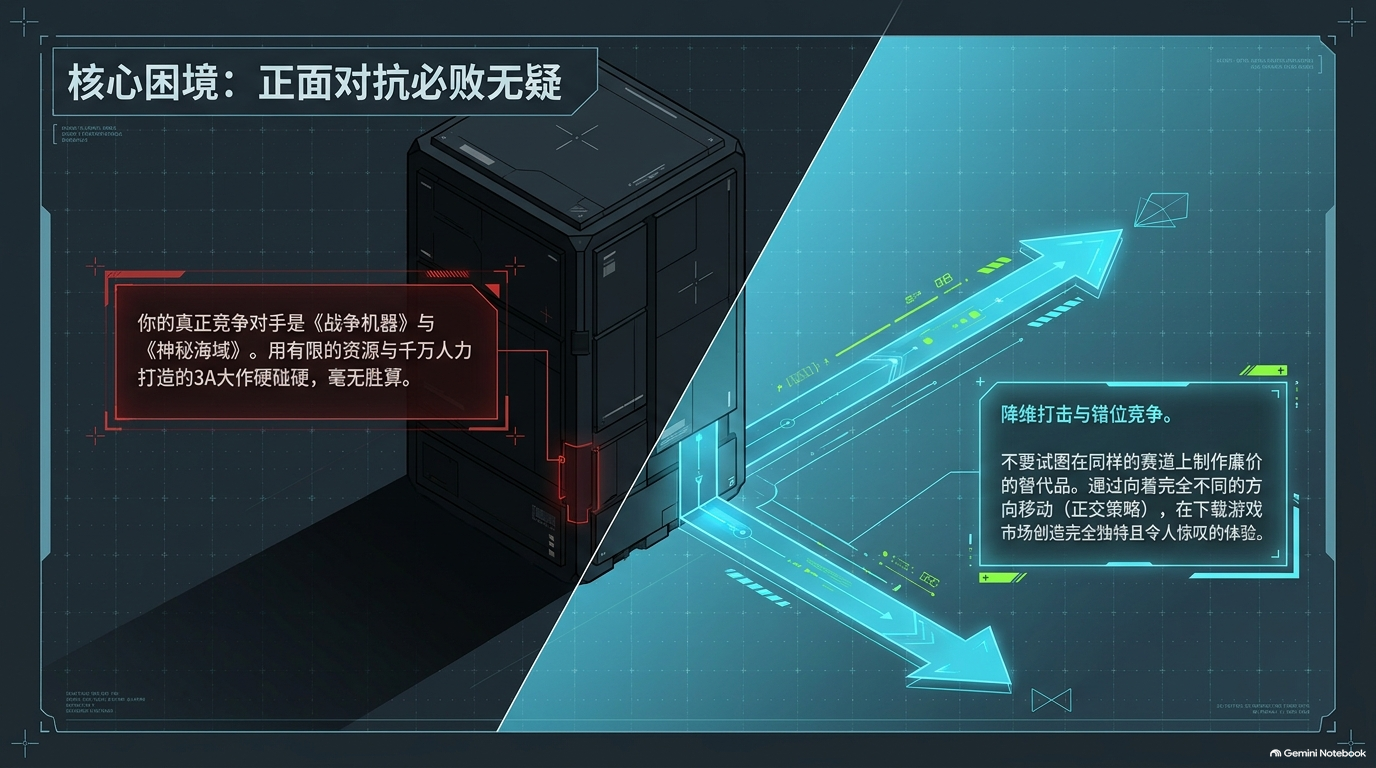 核心困境：正面对抗必败无疑
你的真正竞争对手是《战争机器》与
《神秘海域》。用有限的资源与千万人力
打造的3A大作硬碰硬，毫无胜算。
降维打击与错位竞争。
不要试图在同样的赛道上制作廉价
的替代品。通过向着完全不同的方
向移动（正交策略），在下载游戏
市场创造完全独特且令人惊叹的体验。
Gemini Notebook